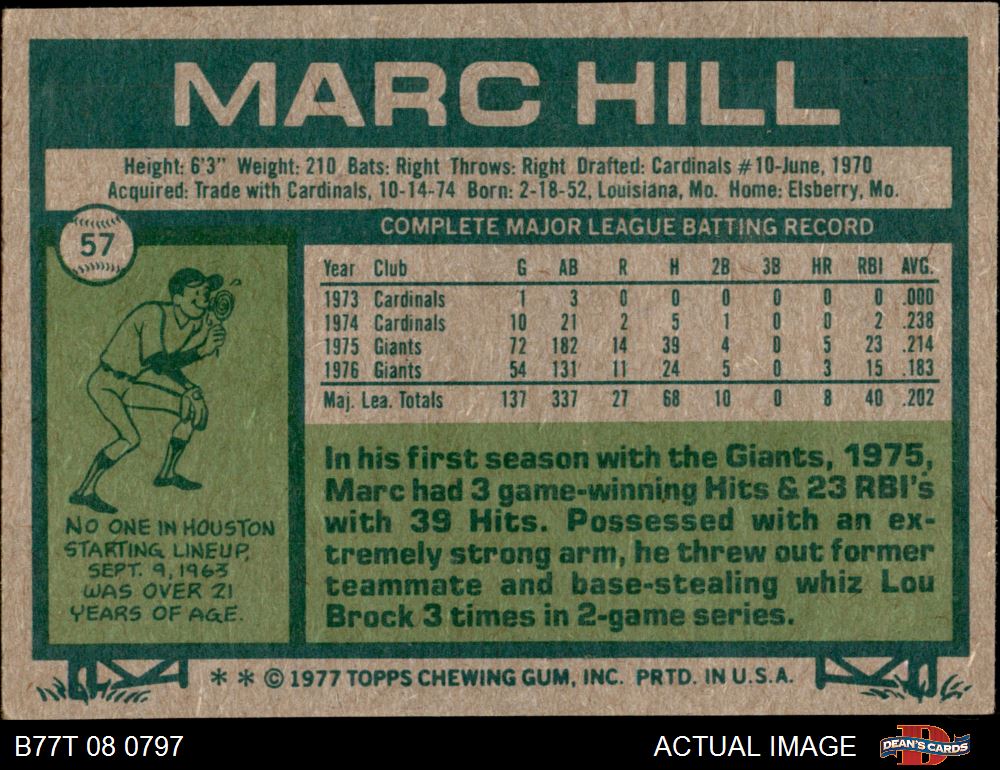 MARC HILL
Height: 6'3" Weight: 210 Bats: Right Throws: Right Drafted: Cardinals #10-June, 1970
Acquired: Trade with Cardinals, 10-14-74 Born: 2-18-52, Louisiana, Mo. Home: Elsberry, Mo.
57
COMPLETE MAJOR LEAGUE BATTING RECORD
Year Club G AB R H 2B 3B HR RBI AVG.
1973 Cardinals 1 3 0 0 0 0 0 0 .000
1974 Cardinals 10 21 2 5 1 0 0 2 .238
1975 Giants 72 182 14 39 4 0 5 23 .214
1976 Giants 54 131 11 24 5 0 3 15 .183
Maj. Lea. Totals 137 337 27 68 10 0 8 40 .202
NO ONE IN HOUSTON
STARTING LINEUP,
SEPT. 9, 1963
WAS OVER 21
YEARS OF AGE.
In his first season with the Giants, 1975,
Marc had 3 game-winning Hits & 23 RBI's
with 39 Hits. Possessed with an ex-
tremely strong arm, he threw out former
teammate and base-stealing whiz Lou
Brock 3 times in 2-game series.
* * © 1977 TOPPS CHEWING GUM, INC. PRTD. IN U.S.A.
B77T 08 0797
ACTUAL IMAGE
DEAN'S CARDS